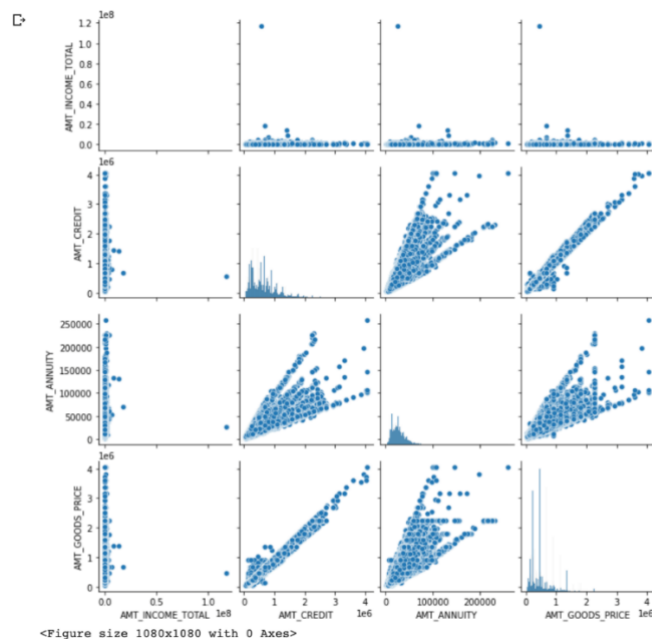 1e8
1.2
1.0
0.8
0.6
0.4
0.2
0.0
AMT_INCOME_TOTAL
1e6
4
3
2
1
0
AMT_CREDIT
250000
200000
150000
100000
50000
0
AMT_ANNUITY
1e6
4
3
2
1
0
AMT_GOODS_PRICE
0.0 0.5 1.0 0 1 2 3 4 0 100000 200000 0 1 2 3 4
AMT_INCOME_TOTAL 1e8 AMT_CREDIT 1e6 AMT_ANNUITY AMT_GOODS_PRICE 1e6
<Figure size 1080x1080 with 0 Axes>